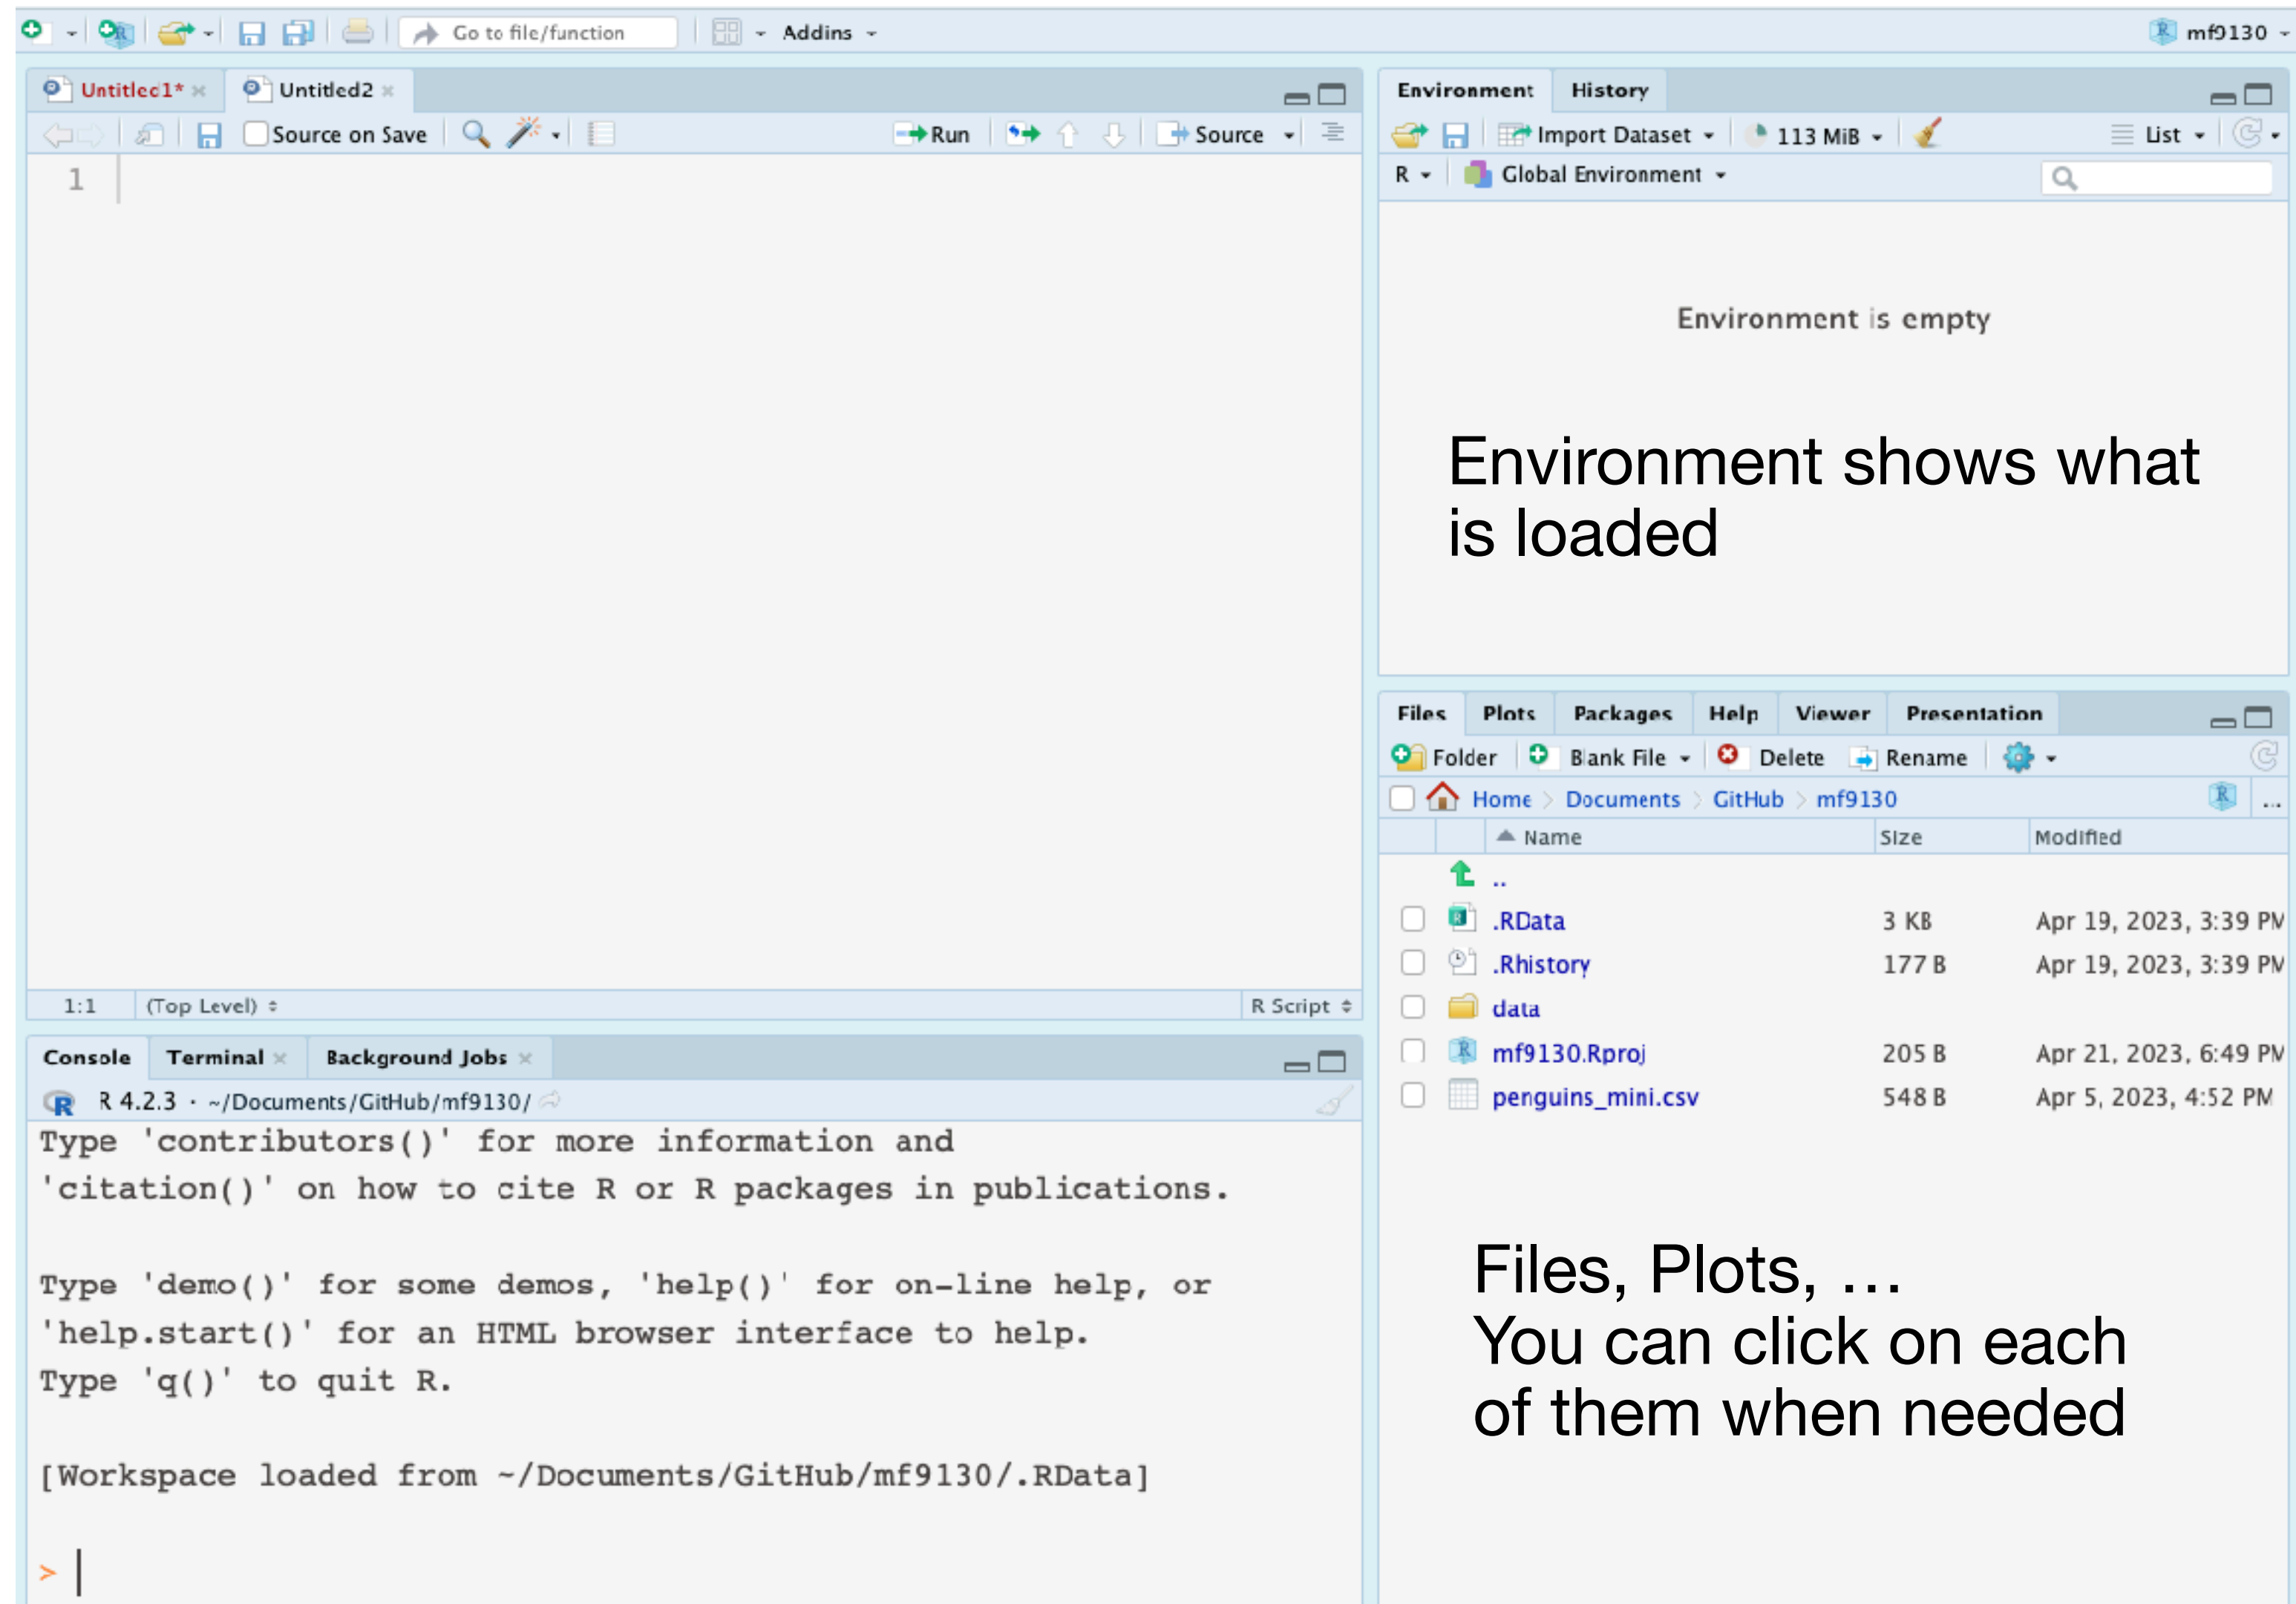 Go to file/function
Addins
mf9130
Untitled1*
Untitled2
Source on Save
Run
Source
1
1:1 (Top Level)
R Script
Console Terminal Background Jobs
R 4.2.3 · ~/Documents/GitHub/mf9130/
Type 'contributors()' for more information and
'citation()' on how to cite R or R packages in publications.
Type 'demo()' for some demos, 'help()' for on-line help, or
'help.start()' for an HTML browser interface to help.
Type 'q()' to quit R.
[Workspace loaded from ~/Documents/GitHub/mf9130/.RData]
>
Environment History
Import Dataset 113 MiB List
R Global Environment
Environment is empty
Environment shows what
is loaded
Files Plots Packages Help Viewer Presentation
Folder Blank File Delete Rename
Home > Documents > GitHub > mf9130 ...
Name Size Modified
..
.RData 3 KB Apr 19, 2023, 3:39 PM
.Rhistory 177 B Apr 19, 2023, 3:39 PM
data
mf9130.Rproj 205 B Apr 21, 2023, 6:49 PM
penguins_mini.csv 548 B Apr 5, 2023, 4:52 PM
Files, Plots, …
You can click on each
of them when needed